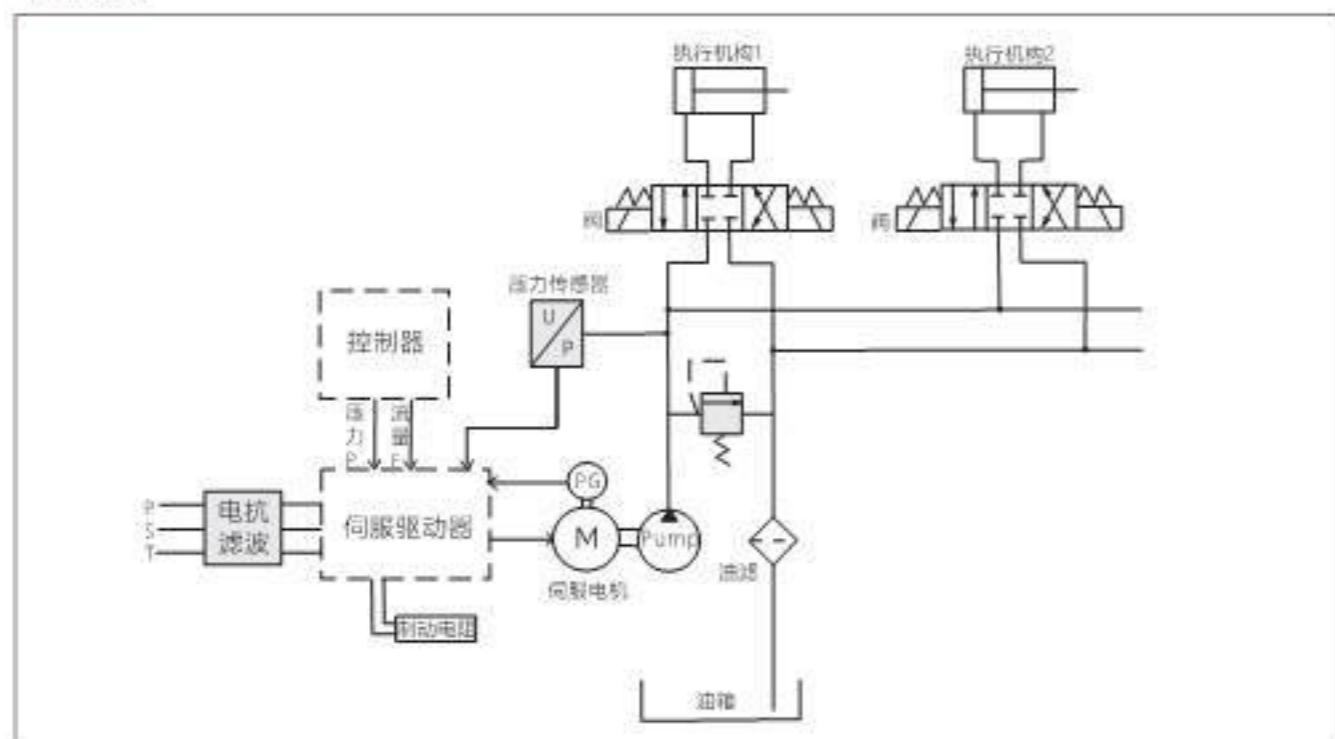 执行机构1
执行机构2
阀
阀
压力传感器
U
P
控制器
压力P
流量F
PG
P
S
T
电抗
滤波
伺服驱动器
M
Pump
伺服电机
油滤
制动电阻
油箱